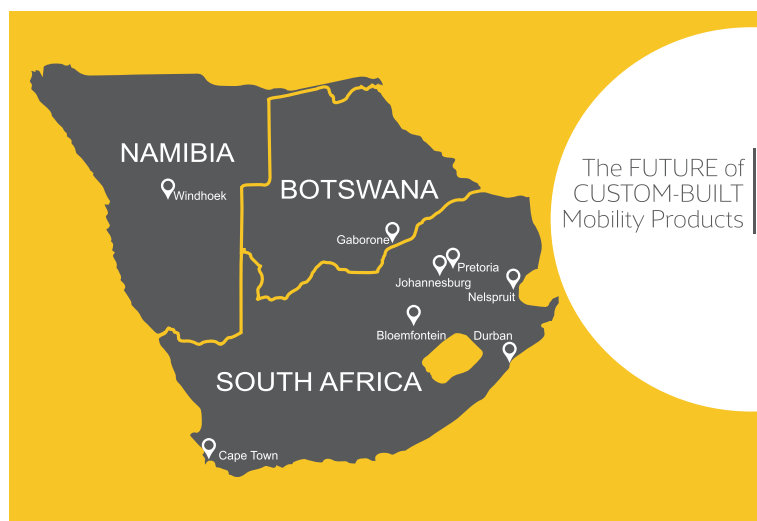 NAMIBIA
Windhoek
BOTSWANA
Gaborone
Pretoria
Johannesburg
Nelspruit
Bloemfontein
Durban
SOUTH AFRICA
Cape Town
The FUTURE of
CUSTOM-BUILT
Mobility Products